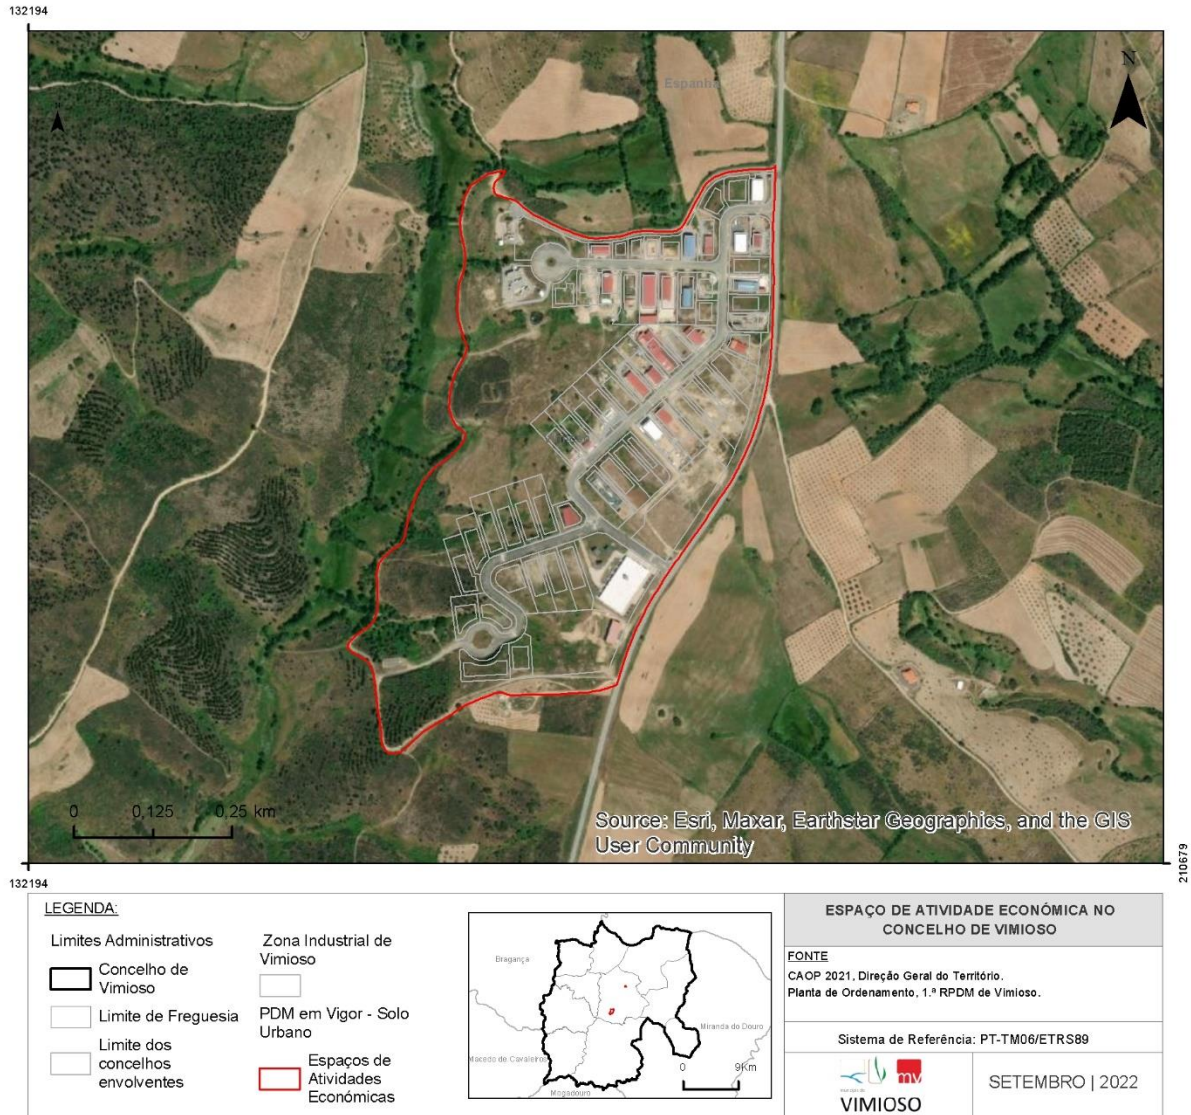 132194
Espanha
N
0 0,125 0,25 km
Source: Esri, Maxar, Earthstar Geographics, and the GIS
User Community
132194
210679
LEGENDA:
Limites Administrativos
Concelho de
Vimioso
Limite de Freguesia
Limite dos
concelhos
envolventes
Zona Industrial de
Vimioso
PDM em Vigor - Solo
Urbano
Espaços de
Atividades
Económicas
Bragança
Miranda do Douro
Macedo de Cavaleiros
Mogadouro
0 9Km
ESPAÇO DE ATIVIDADE ECONÓMICA NO
CONCELHO DE VIMIOSO
FONTE
CAOP 2021, Direção Geral do Território.
Planta de Ordenamento, 1.ª RPDM de Vimioso.
Sistema de Referência: PT-TM06/ETRS89
mv
VIMIOSO
SETEMBRO | 2022